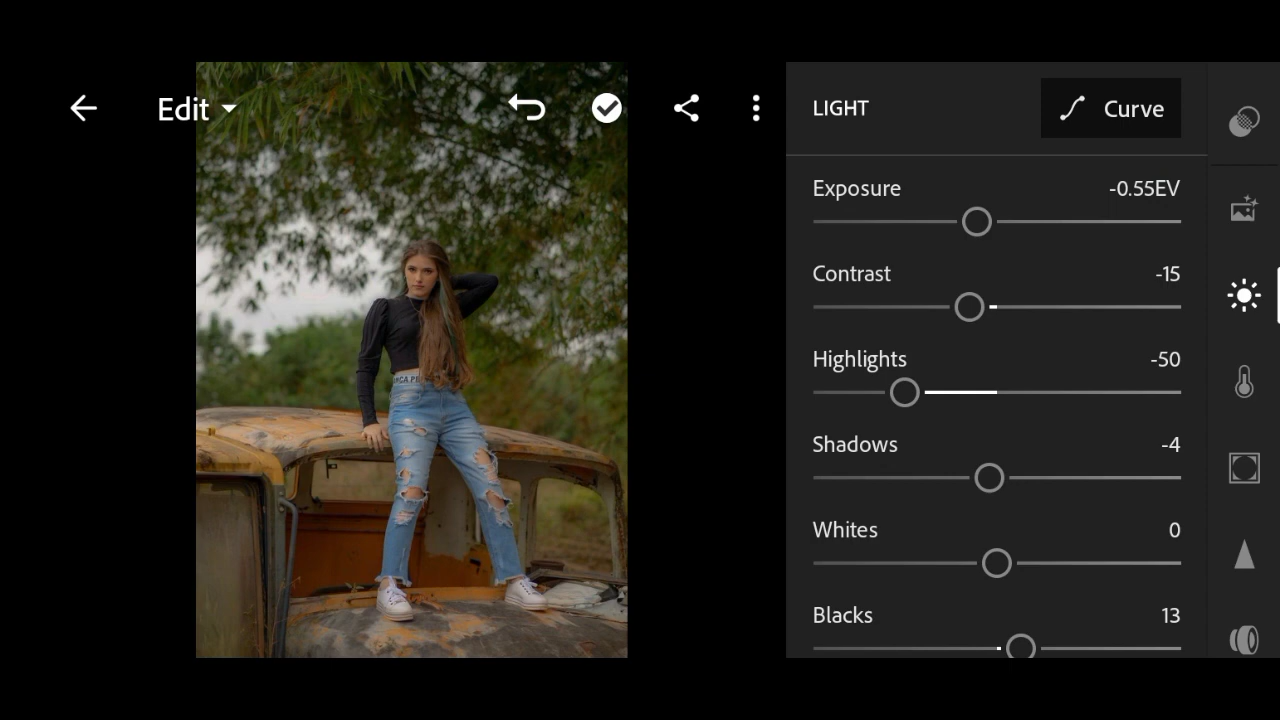 Edit
LIGHT
Curve
Exposure -0.55EV
Contrast -15
Highlights -50
Shadows -4
Whites 0
Blacks 13